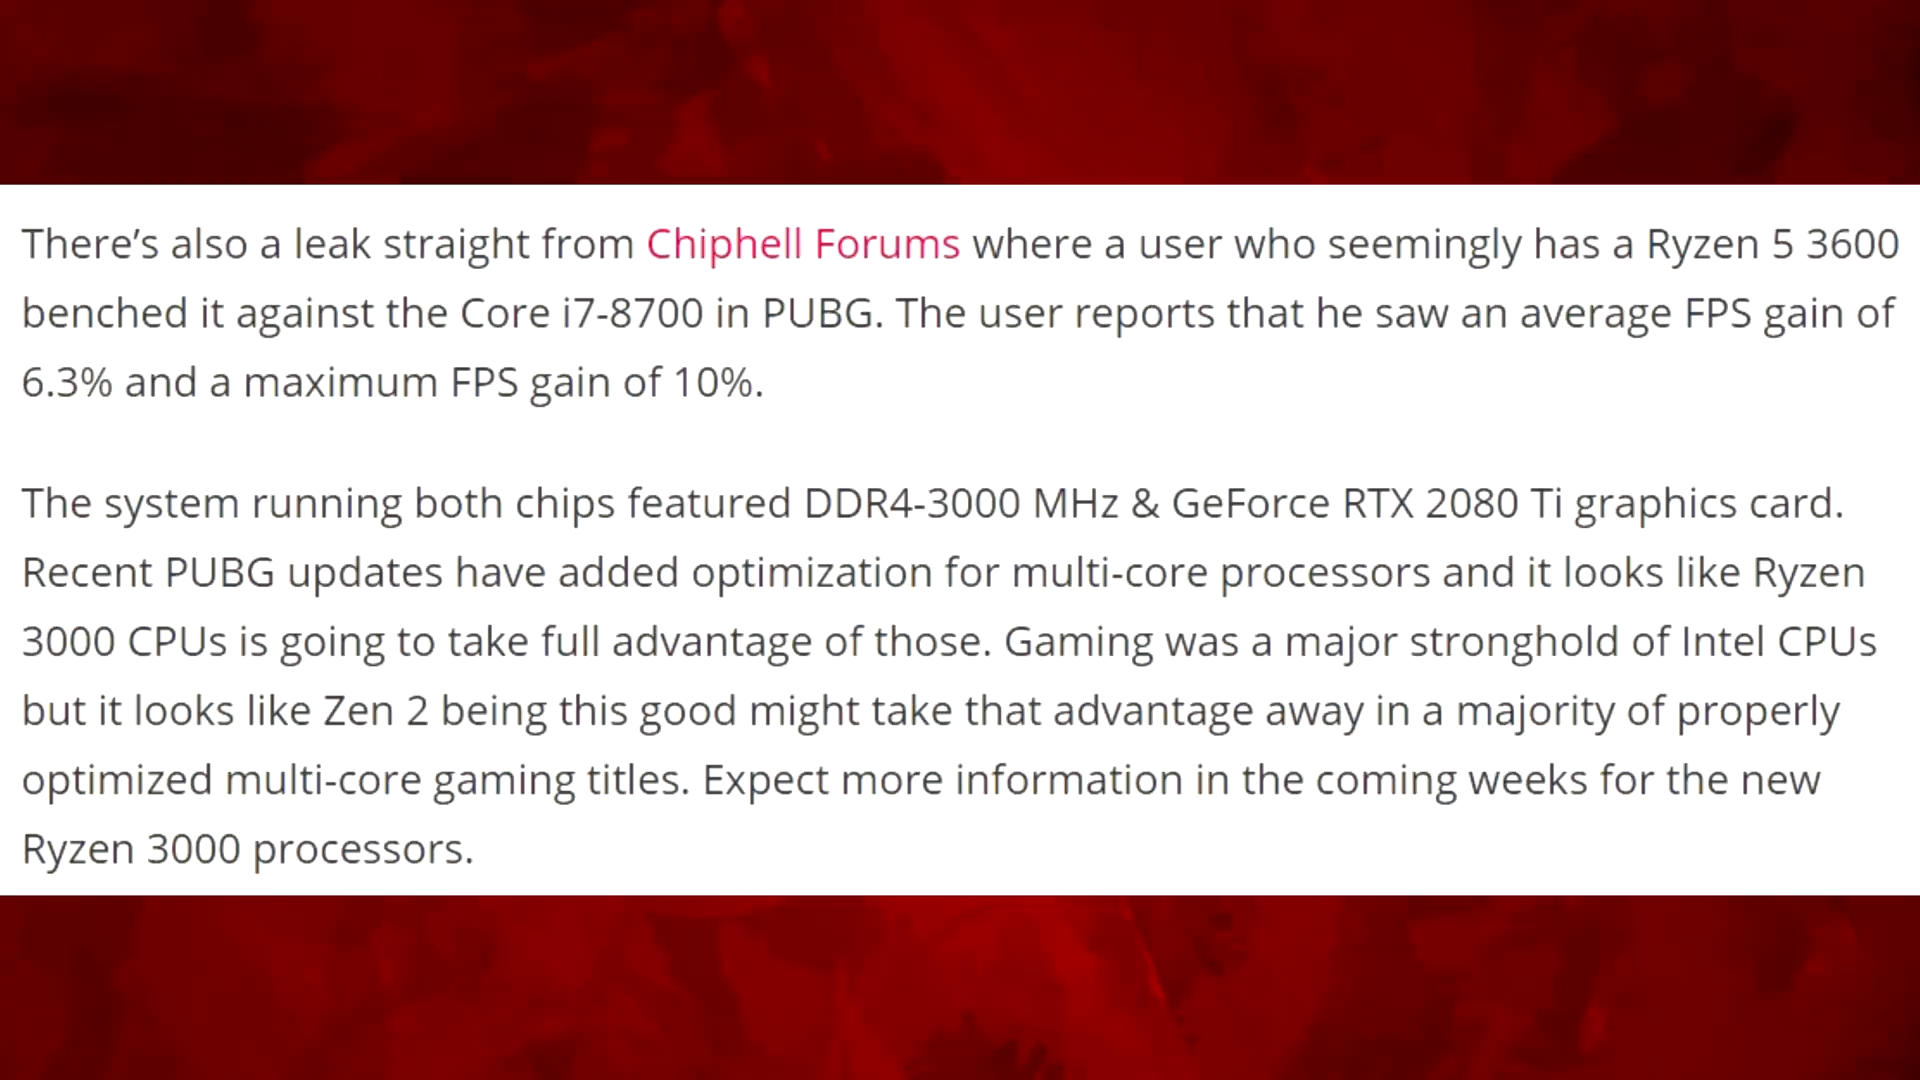 There’s also a leak straight from Chiphell Forums where a user who seemingly has a Ryzen 5 3600
benched it against the Core i7-8700 in PUBG. The user reports that he saw an average FPS gain of
6.3% and a maximum FPS gain of 10%.
The system running both chips featured DDR4-3000 MHz & GeForce RTX 2080 Ti graphics card.
Recent PUBG updates have added optimization for multi-core processors and it looks like Ryzen
3000 CPUs is going to take full advantage of those. Gaming was a major stronghold of Intel CPUs
but it looks like Zen 2 being this good might take that advantage away in a majority of properly
optimized multi-core gaming titles. Expect more information in the coming weeks for the new
Ryzen 3000 processors.